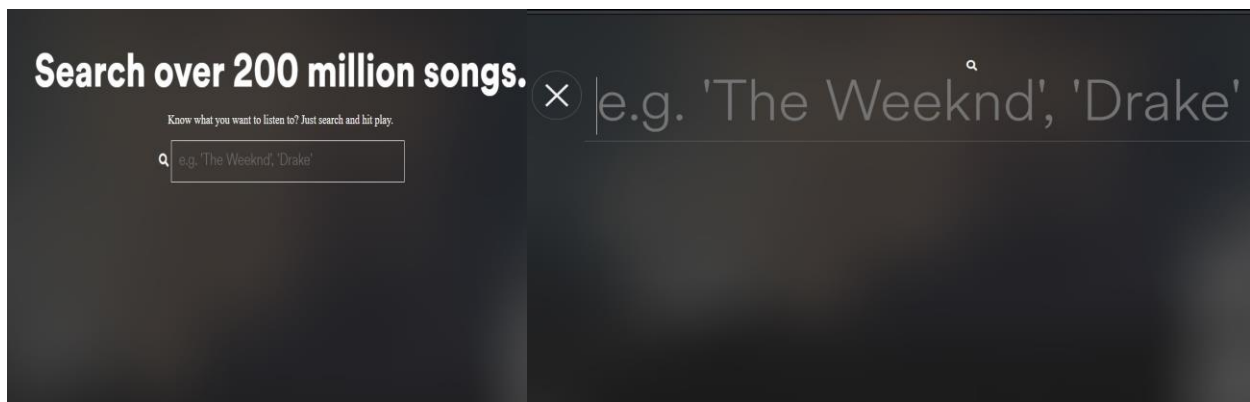 Search over 200 million songs.
Know what you want to listen to? Just search and hit play.
e.g. 'The Weeknd', 'Drake'
e.g. 'The Weeknd', 'Drake'